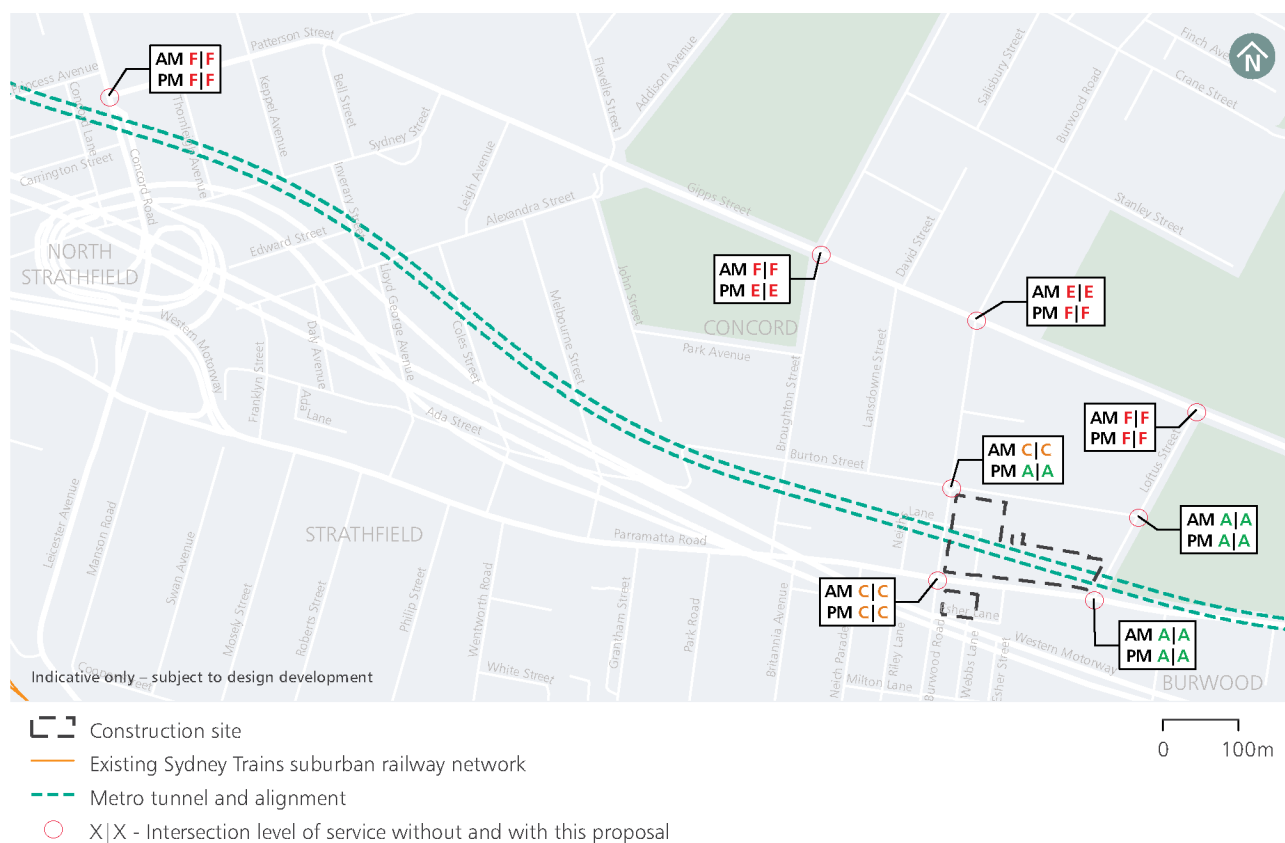 Patterson Street
Finch Ave
N
AM F|F
PM F|F
Princess Avenue
Concord Lane
Thornleigh Avenue
Keppel Avenue
Bell Street
Sydney Street
Flavelle Street
Addison Avenue
Salisbury Street
Burwood Road
Crane Street
Carrington Street
Concord Road
Inverary Street
Leigh Avenue
Alexandra Street
Gipps Street
Stanley Street
Edward Street
David Street
NORTH
STRATHFIELD
Lloyd George Avenue
John Street
AM F|F
PM E|E
AM E|E
PM F|F
Western Motorway
Daly Avenue
Coles Street
Melbourne Street
CONCORD
Park Avenue
Franklyn Street
Ada
Lane
Ada Street
Broughton Street
Lansdowne Street
AM F|F
PM F|F
Loftus Street
Burton Street
AM C|C
PM A|A
Leicester Avenue
Manson Road
Swan Avenue
STRATHFIELD
Parramatta Road
Lane
AM A|A
PM A|A
Mosely Street
Roberts Street
Philip Street
Wentworth Road
Grantham Street
Park Road
Britannia Avenue
AM C|C
PM C|C
Esher Lane
AM A|A
PM A|A
Neich Parade
Riley Lane
Burwood Road
Webbs Lane
Esher Street
Western Motorway
Milton Lane
White Street
Cooper Street
BURWOOD
Indicative only – subject to design development
Construction site
Existing Sydney Trains suburban railway network
Metro tunnel and alignment
X|X - Intersection level of service without and with this proposal
0 100m